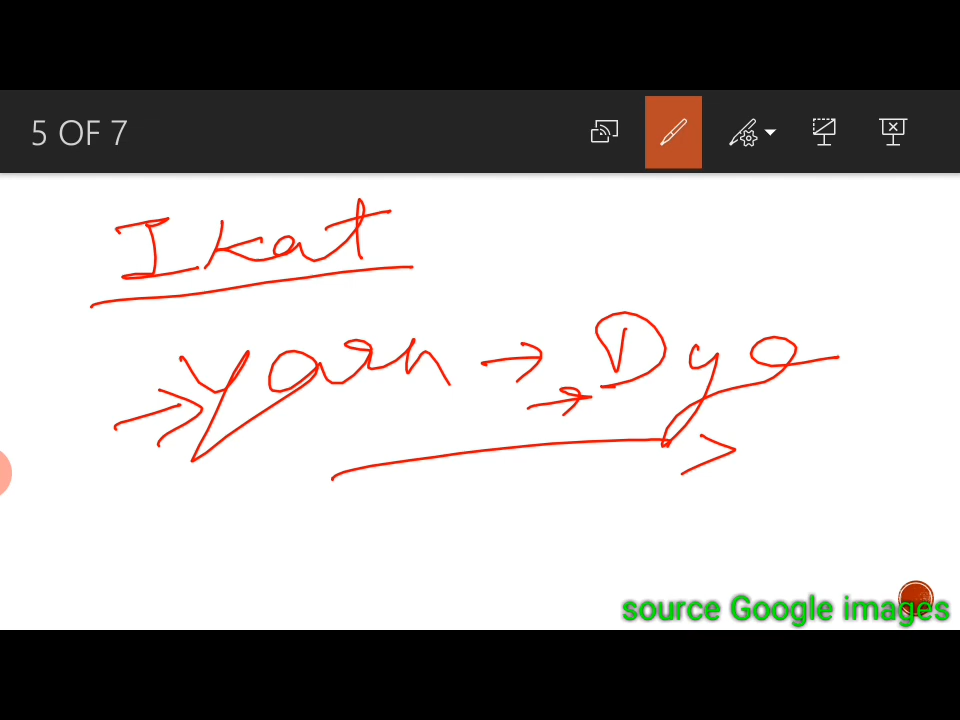 5 OF 7
Ikat
→ Yarn → → Dye
source Google images